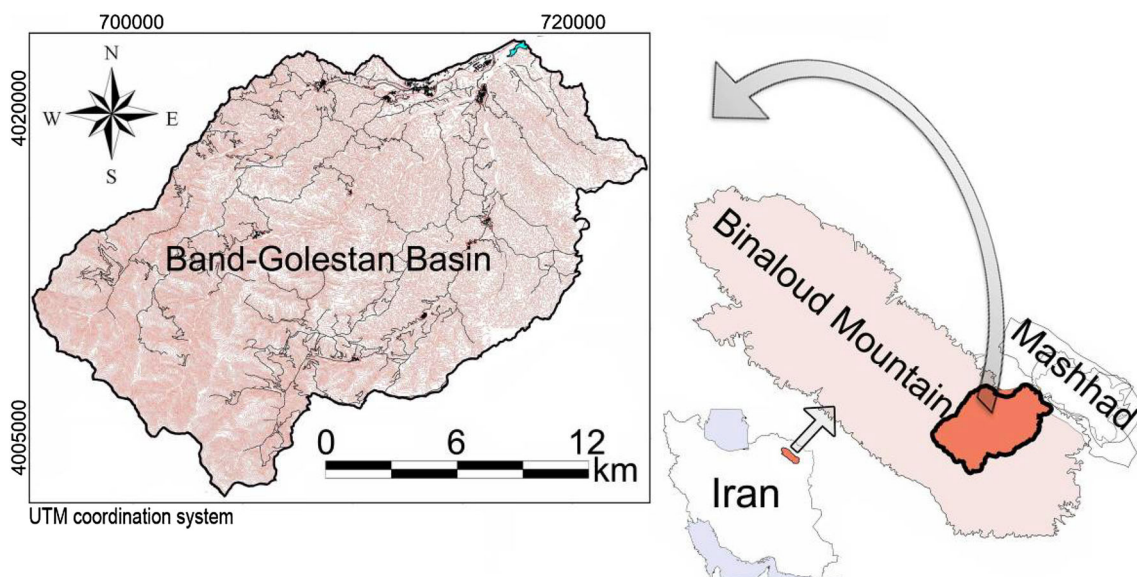 700000 720000
N
W E
S
4020000
Band-Golestan Basin
4005000
0 6 12
km
UTM coordination system
Binaloud Mountain
Mashhad
Iran